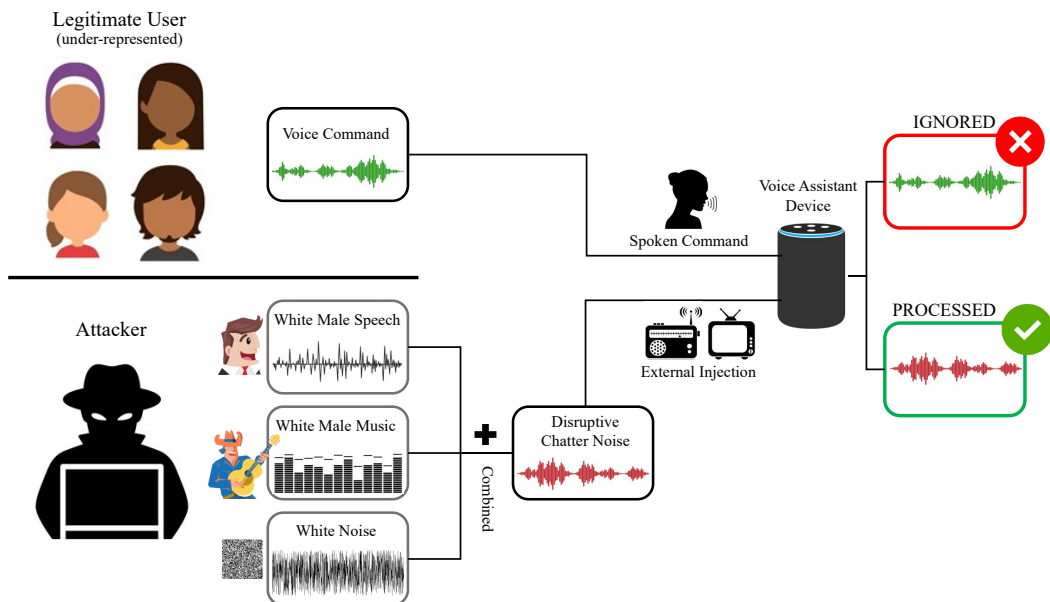 Legitimate User
(under-represented)
Voice Command
IGNORED
Voice Assistant
Device
Spoken Command
Attacker
White Male Speech
PROCESSED
External Injection
White Male Music
Combined
Disruptive
Chatter Noise
White Noise